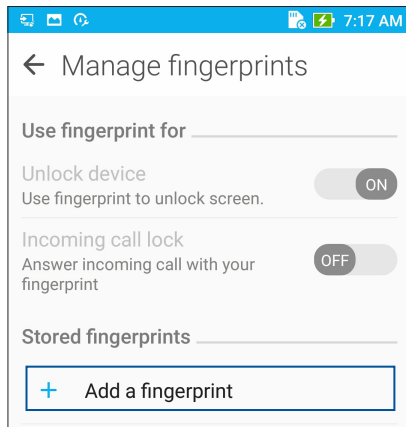 7:17 AM
Manage fingerprints
Use fingerprint for
Unlock device
Use fingerprint to unlock screen.
ON
Incoming call lock
Answer incoming call with your
fingerprint
OFF
Stored fingerprints
+ Add a fingerprint